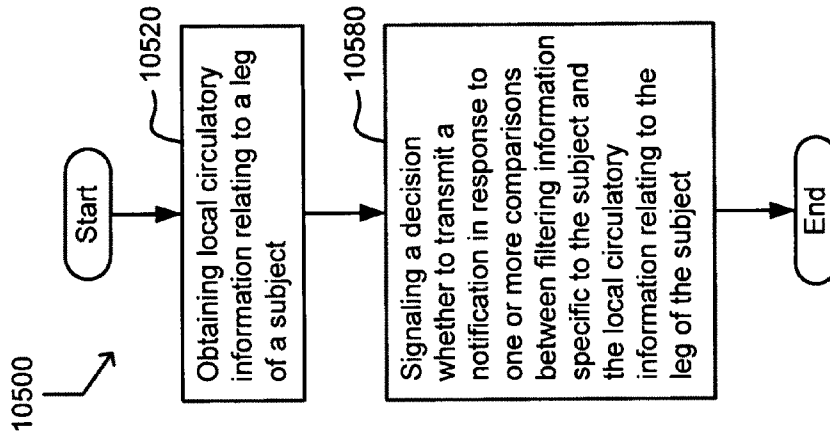 10500
Start
10520
Obtaining local circulatory
information relating to a leg
of a subject
10580
Signaling a decision
whether to transmit a
notification in response to
one or more comparisons
between filtering information
specific to the subject and
the local circulatory
information relating to the
leg of the subject
End